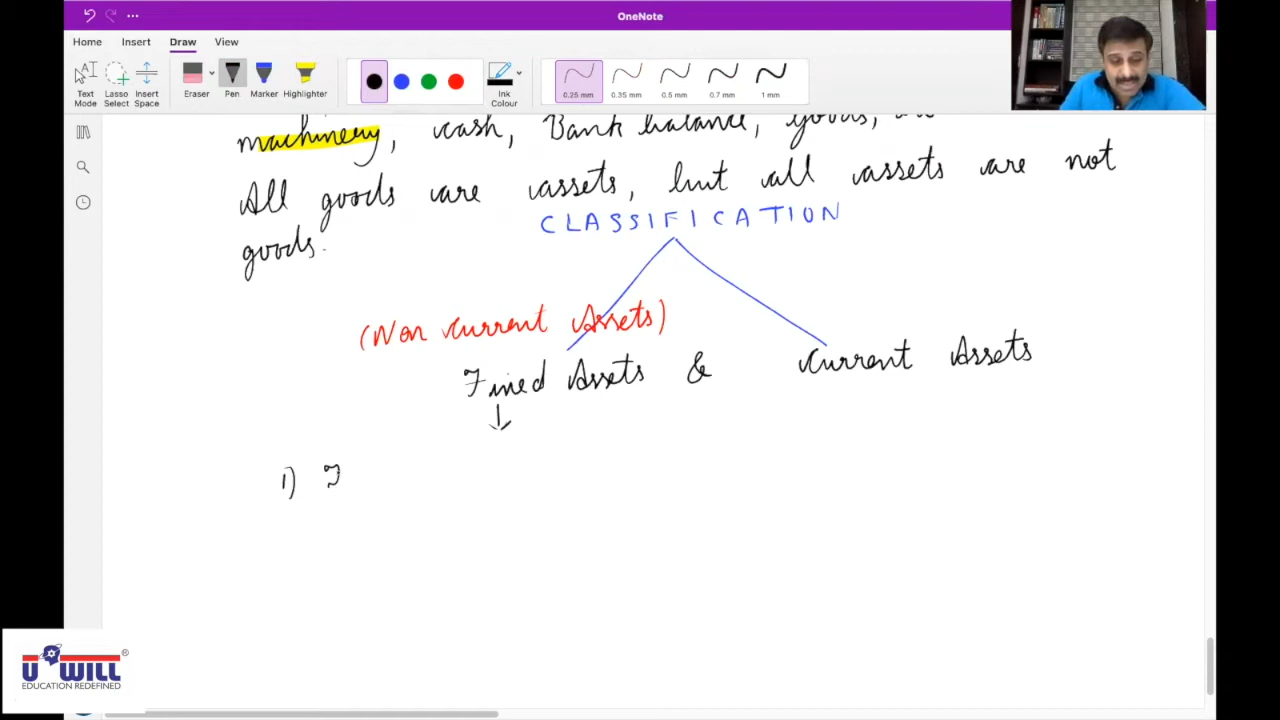 OneNote
Home Insert Draw View
Text Mode
Lasso Select
Insert Space
Eraser
Pen
Marker
Highlighter
Ink Colour
0.25 mm
0.35 mm
0.5 mm
0.7 mm
1 mm
machinery, cash, Bank balance, goods,
All goods are assets, but all assets are not
goods.
CLASSIFICATION
(Non Current Assets)
Fixed Assets & Current Assets
1) F
U WILL ®
EDUCATION REDEFINED